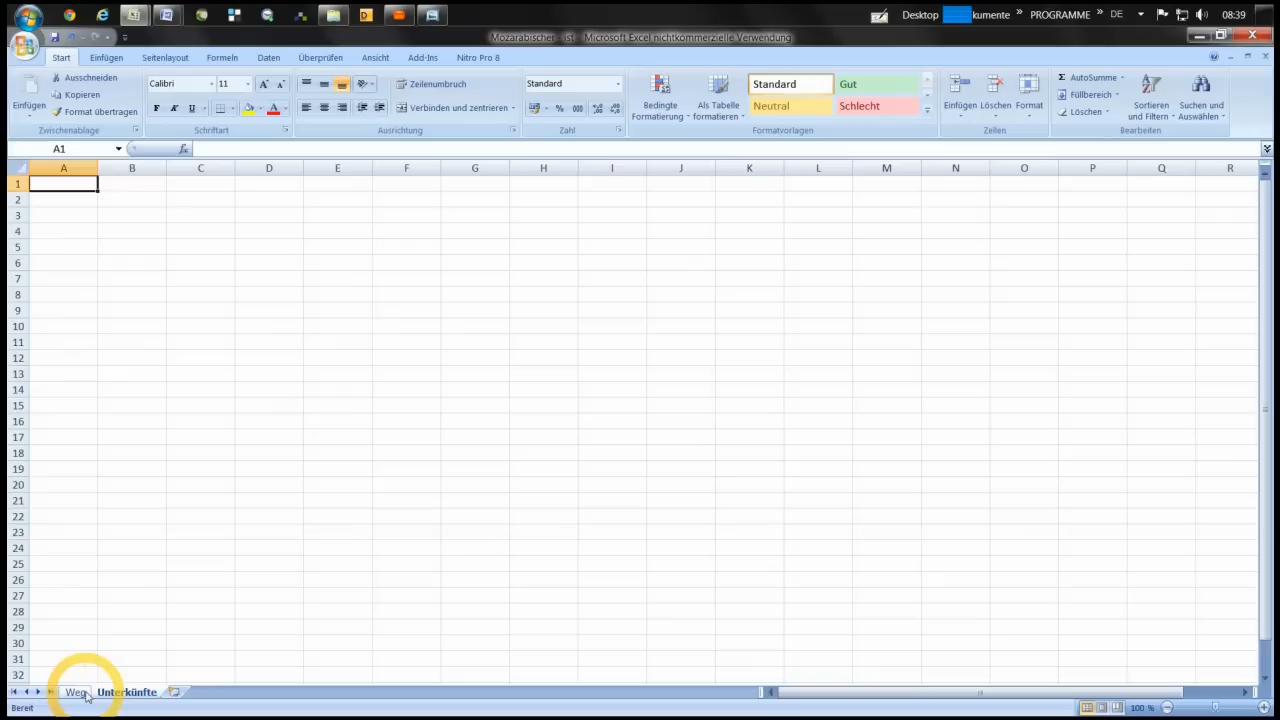 Desktop kumente » PROGRAMME » DE 08:39
Mozarabischer - ist - Microsoft Excel nichtkommerzielle Verwendung
Start Einfügen Seitenlayout Formeln Daten Überprüfen Ansicht Add-Ins Nitro Pro 8
Einfügen
Ausschneiden
Kopieren
Format übertragen
Zwischenablage
Calibri 11
F K U
Schriftart
Zeilenumbruch
Verbinden und zentrieren
Ausrichtung
Standard
% 000
Zahl
Bedingte Formatierung
Als Tabelle formatieren
Standard Gut
Neutral Schlecht
Formatvorlagen
Einfügen Löschen Format
Zellen
Σ AutoSumme
Füllbereich
Löschen
Sortieren und Filtern
Suchen und Auswählen
Bearbeiten
A1 fx
A B C D E F G H I J K L M N O P Q R
1
2
3
4
5
6
7
8
9
10
11
12
13
14
15
16
17
18
19
20
21
22
23
24
25
26
27
28
29
30
31
32
Weg Unterkünfte
Bereit 100 %